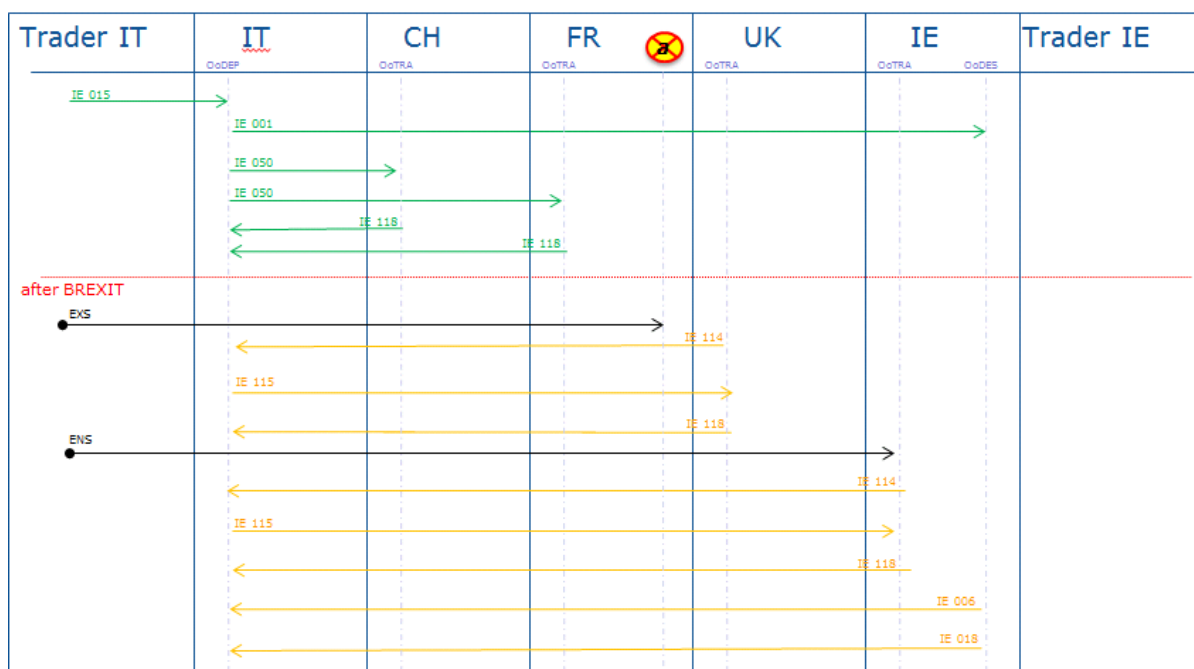 Trader IT IT CH FR a UK IE Trader IE
OoDEP OoTRA OoTRA OoTRA OoTRA OoDES
IE 015
IE 001
IE 050
IE 050
IE 118
IE 118
after BREXIT
EXS
IE 114
IE 115
IE 118
ENS
IE 114
IE 115
IE 118
IE 006
IE 018